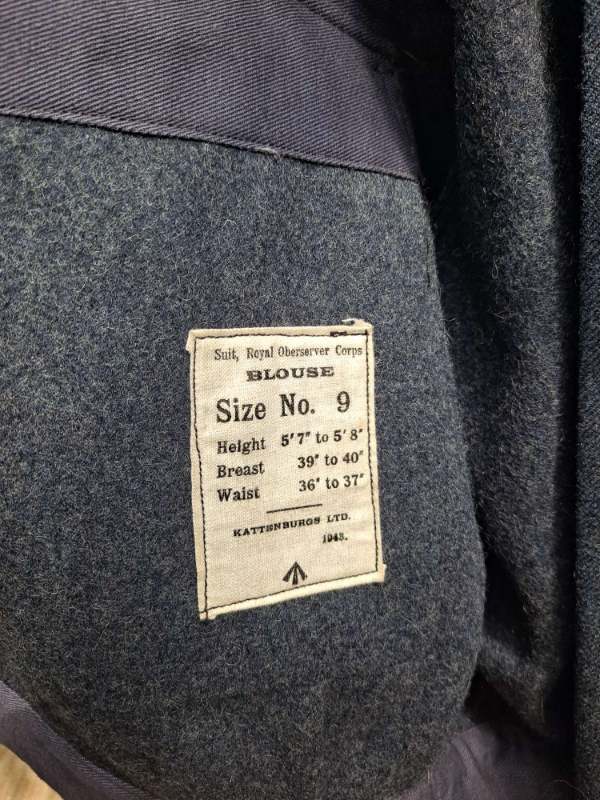 Suit, Royal Oberserver Corps
BLOUSE
Size No. 9
Height 5'7" to 5'8"
Breast 39" to 40"
Waist 36" to 37"
KATTENBURGS LTD.
1943.